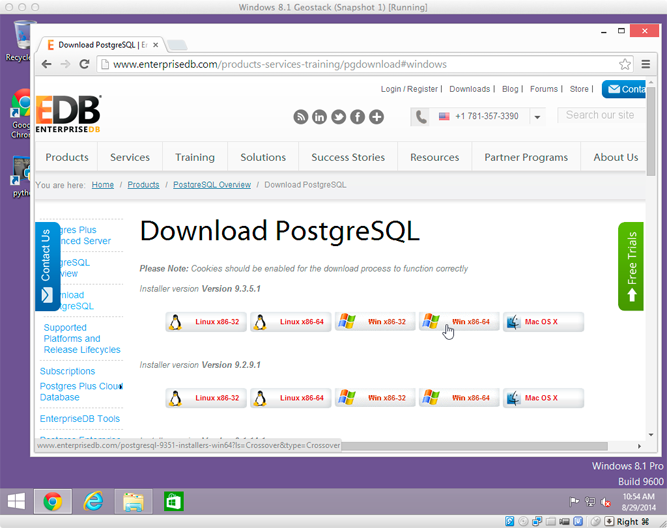 Windows 8.1 Geostack (Snapshot 1) [Running]
Recycl
Goog
Chro
pyth
Download PostgreSQL | E
www.enterprisedb.com/products-services-training/pgdownload#windows
Login / Register | Downloads | Blog | Forums | Store |
Conta
EDB
ENTERPRISEDB
+1 781-357-3390
Search our site
Products Services Training Solutions Success Stories Resources Partner Programs About Us
You are here: Home / Products / PostgreSQL Overview / Download PostgreSQL
Contact Us
gres Plus
anced Server
greSQL
view
nload
greSQL
Supported
Platforms and
Release Lifecycles
Subscriptions
Postgres Plus Cloud
Database
EnterpriseDB Tools
Download PostgreSQL
Please Note: Cookies should be enabled for the download process to function correctly
Installer version Version 9.3.5.1
Linux x86-32 Linux x86-64 Win x86-32 Win x86-64 Mac OS X
Installer version Version 9.2.9.1
Linux x86-32 Linux x86-64 Win x86-32 Win x86-64 Mac OS X
Free Trials
www.enterprisedb.com/postgresql-9351-installers-win64?ls=Crossover&type=Crossover
Windows 8.1 Pro
Build 9600
10:54 AM
8/29/2014
Right ⌘